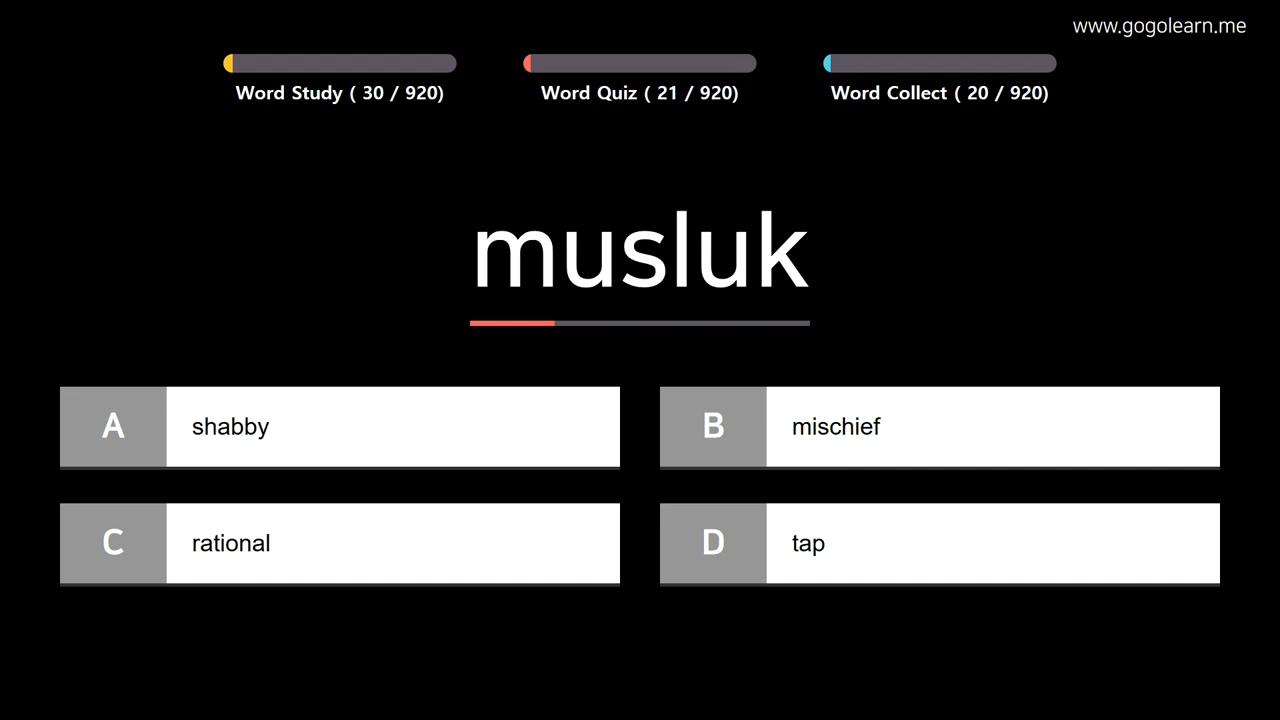 www.gogolearn.me
Word Study ( 30 / 920)
Word Quiz ( 21 / 920)
Word Collect ( 20 / 920)
musluk
A shabby
B mischief
C rational
D tap